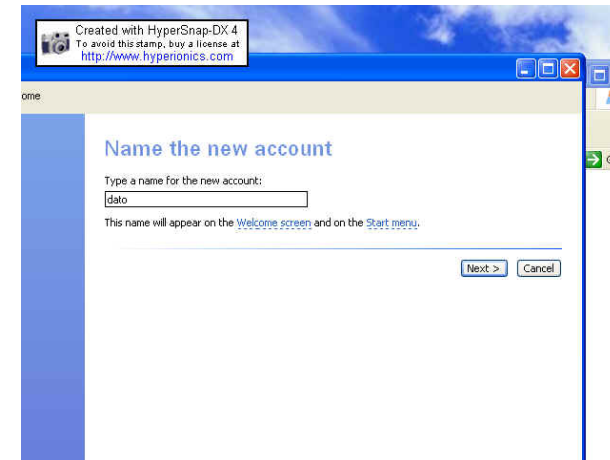 Created with HyperSnap-DX 4
To avoid this stamp, buy a license at
http://www.hyperionics.com
ome
Name the new account
Type a name for the new account:
dato
This name will appear on the Welcome screen and on the Start menu.
Next > Cancel